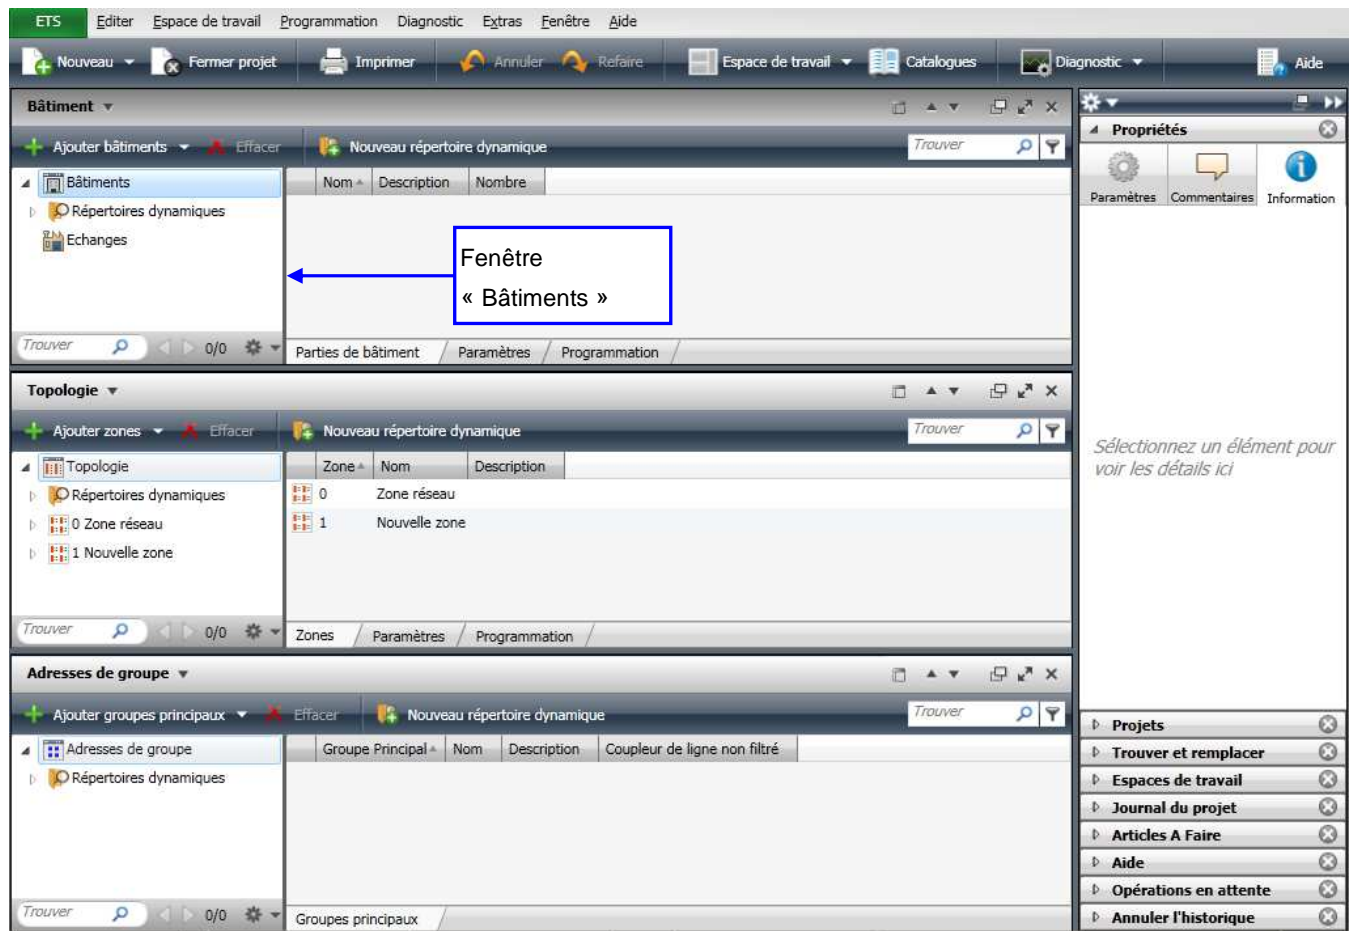 ETS Editer Espace de travail Programmation Diagnostic Extras Fenêtre Aide
Nouveau Fermer projet Imprimer Annuler Refaire Espace de travail Catalogues Diagnostic Aide
Bâtiment
Ajouter bâtiments Effacer Nouveau répertoire dynamique Trouver
Bâtiments
Répertoires dynamiques
Echanges
Nom Description Nombre
Fenêtre
« Bâtiments »
Trouver 0/0
Parties de bâtiment Paramètres Programmation
Topologie
Ajouter zones Effacer Nouveau répertoire dynamique Trouver
Topologie
Répertoires dynamiques
0 Zone réseau
1 Nouvelle zone
Zone Nom Description
0 Zone réseau
1 Nouvelle zone
Trouver 0/0
Zones Paramètres Programmation
Adresses de groupe
Ajouter groupes principaux Effacer Nouveau répertoire dynamique Trouver
Adresses de groupe
Répertoires dynamiques
Groupe Principal Nom Description Coupleur de ligne non filtré
Trouver 0/0
Groupes principaux
Propriétés
Paramètres Commentaires Information
Sélectionnez un élément pour
voir les détails ici
Projets
Trouver et remplacer
Espaces de travail
Journal du projet
Articles A Faire
Aide
Opérations en attente
Annuler l'historique